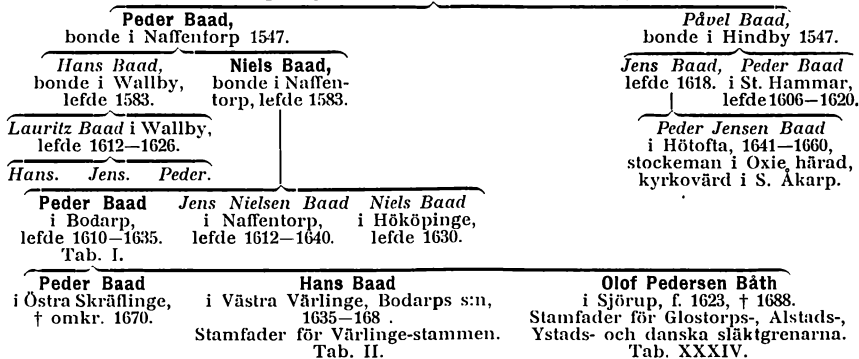 Peder Baad,
bonde i Naffentorp 1547.
Påvel Baad,
bonde i Hindby 1547.
Hans Baad,
bonde i Wallby,
lefde 1583.
Niels Baad,
bonde i Naffen-
torp, lefde 1583.
Jens Baad,
lefde 1618.
Peder Baad
i St. Hammar,
lefde 1606–1620.
Lauritz Baad i Wallby,
lefde 1612–1626.
Peder Jensen Baad
i Hötofta, 1641–1660,
stockeman i Oxie härad,
kyrkovärd i S. Åkarp.
Hans. Jens. Peder.
Peder Baad
i Bodarp,
lefde 1610–1635.
Tab. I.
Jens Nielsen Baad
i Naffentorp,
lefde 1612–1640.
Niels Baad
i Hököpinge,
lefde 1630.
Peder Baad
i Östra Skräflinge,
† omkr. 1670.
Hans Baad
i Västra Värlinge, Bodarps s:n,
1635–168 .
Stamfader för Värlinge-stammen.
Tab. II.
Olof Pedersen Båth
i Sjörup, f. 1623, † 1688.
Stamfader för Glostorps-, Alstads-,
Ystads- och danska släktgrenarna.
Tab. XXXIV.